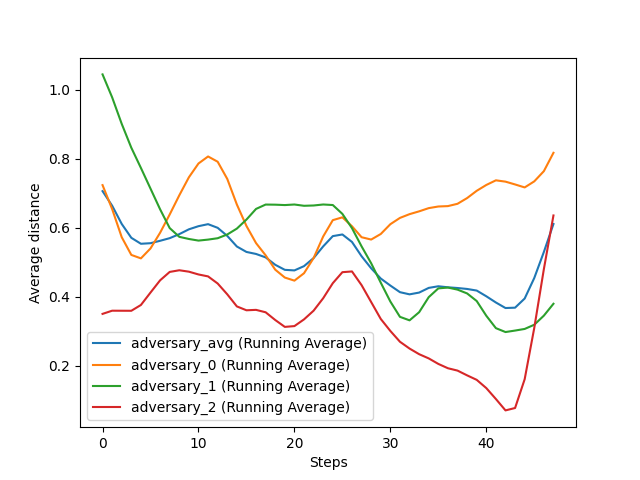 1.0
0.8
0.6
0.4
0.2
Average distance
adversary_avg (Running Average)
adversary_0 (Running Average)
adversary_1 (Running Average)
adversary_2 (Running Average)
0 10 20 30 40
Steps